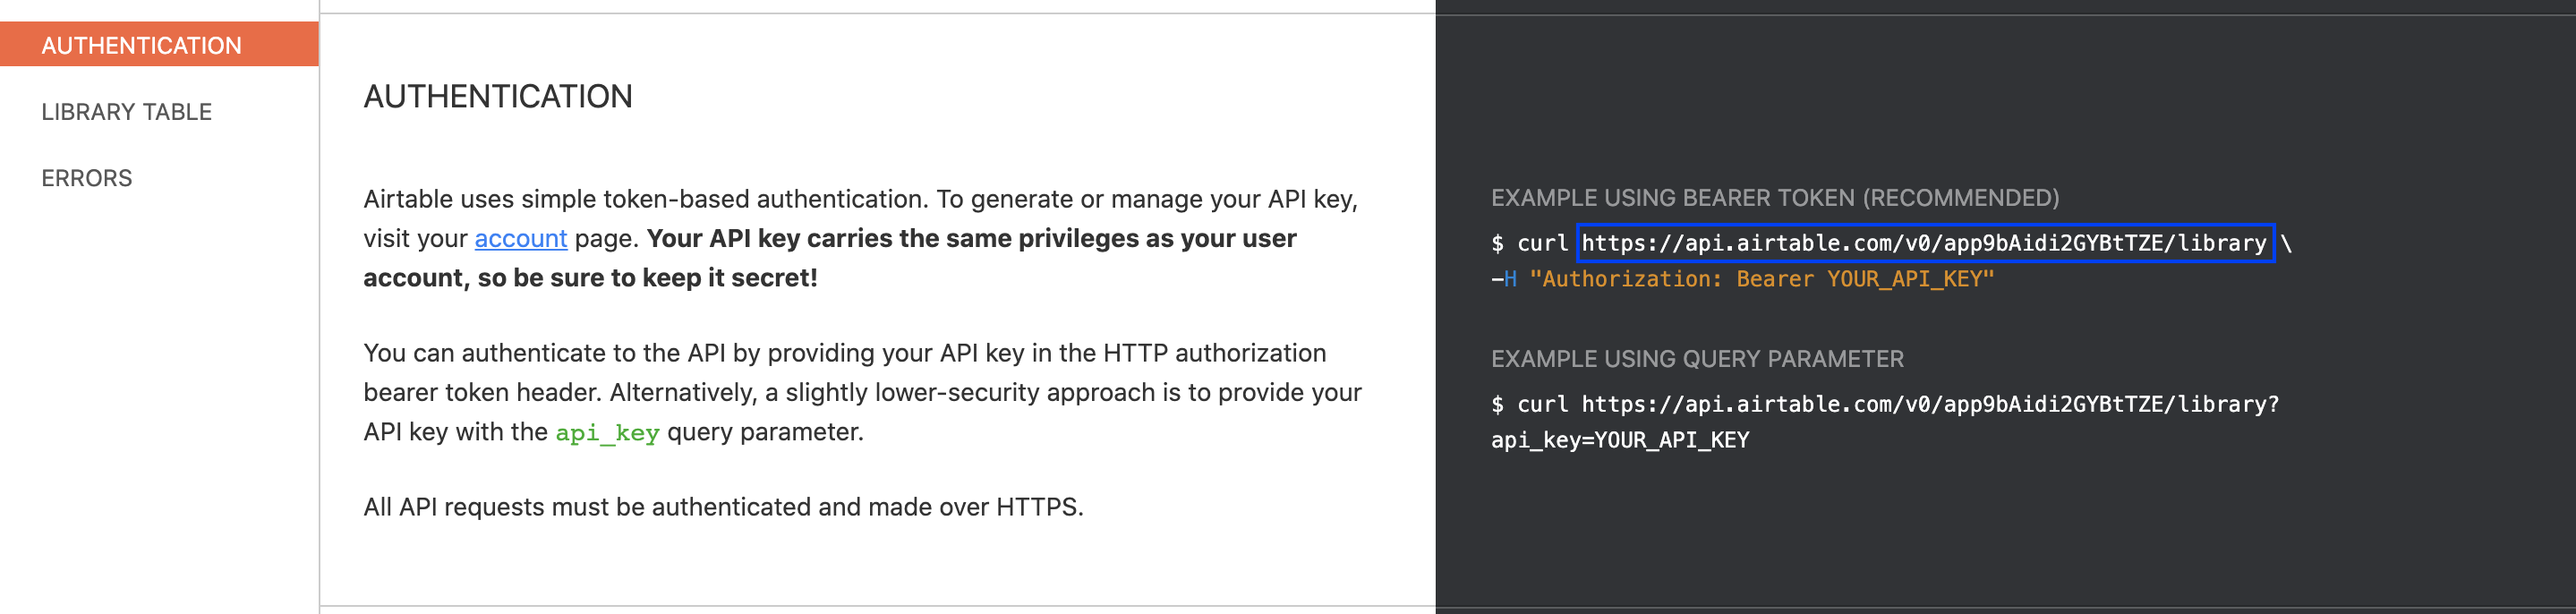 AUTHENTICATION
LIBRARY TABLE
ERRORS
AUTHENTICATION
Airtable uses simple token-based authentication. To generate or manage your API key,
visit your account page. Your API key carries the same privileges as your user
account, so be sure to keep it secret!
You can authenticate to the API by providing your API key in the HTTP authorization
bearer token header. Alternatively, a slightly lower-security approach is to provide your
API key with the api_key query parameter.
All API requests must be authenticated and made over HTTPS.
EXAMPLE USING BEARER TOKEN (RECOMMENDED)
$ curl https://api.airtable.com/v0/app9bAidi2GYBtTZE/library \
-H "Authorization: Bearer YOUR_API_KEY"
EXAMPLE USING QUERY PARAMETER
$ curl https://api.airtable.com/v0/app9bAidi2GYBtTZE/library?
api_key=YOUR_API_KEY